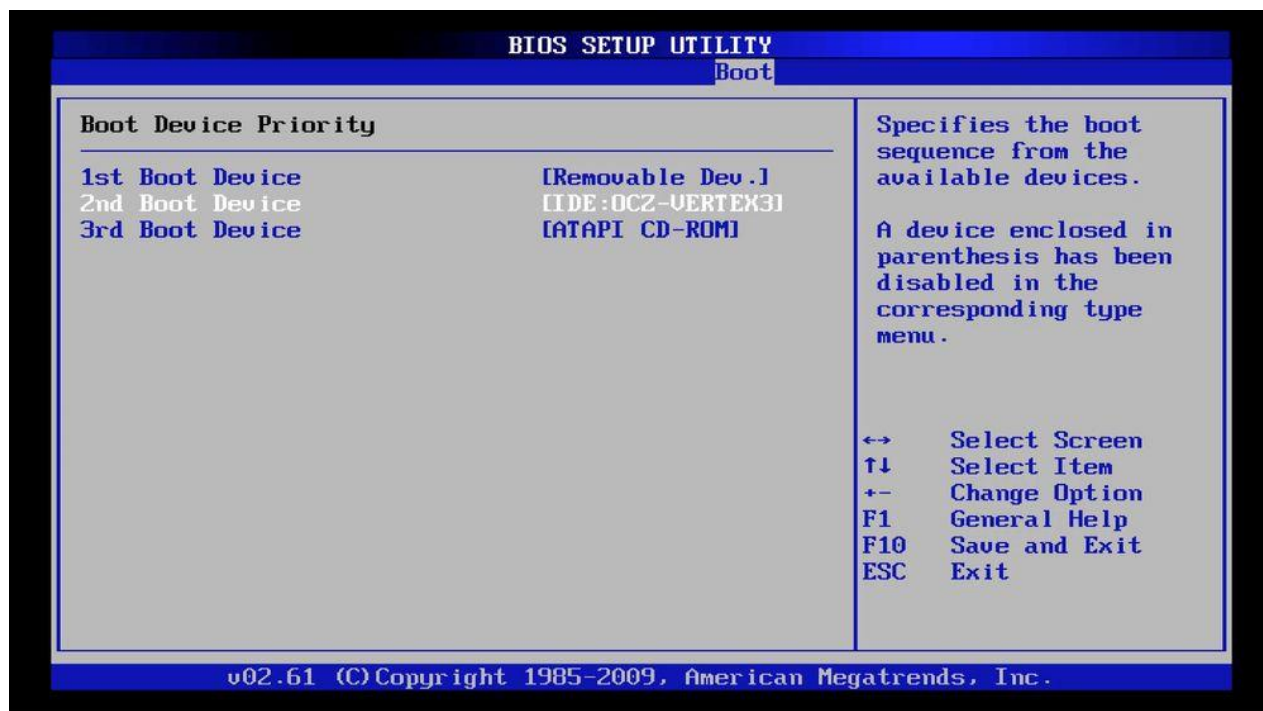 BIOS SETUP UTILITY
Boot
Boot Device Priority
1st Boot Device [Removable Dev.]
2nd Boot Device [IDE:OCZ-VERTEX3]
3rd Boot Device [ATAPI CD-ROM]
Specifies the boot
sequence from the
available devices.
A device enclosed in
parenthesis has been
disabled in the
corresponding type
menu.
←→ Select Screen
↑↓ Select Item
+- Change Option
F1 General Help
F10 Save and Exit
ESC Exit
v02.61 (C)Copyright 1985-2009, American Megatrends, Inc.